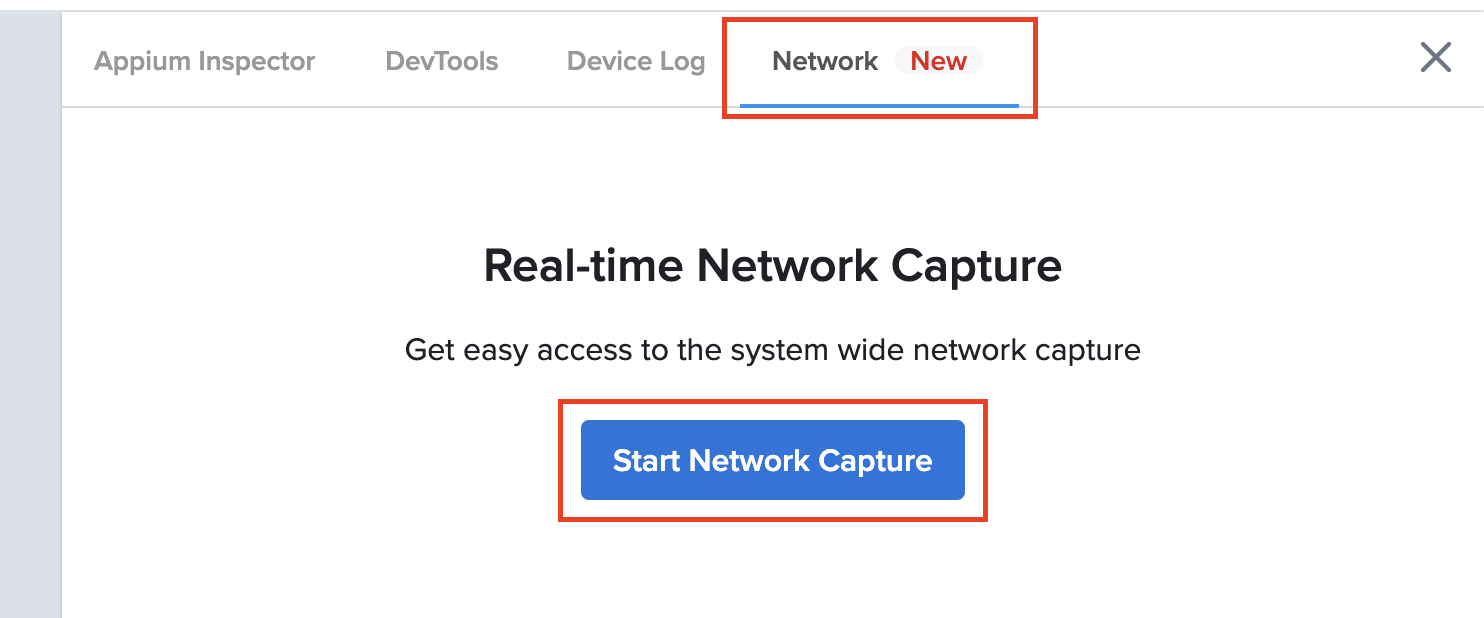 Appium Inspector DevTools Device Log Network New
Real-time Network Capture
Get easy access to the system wide network capture
Start Network Capture